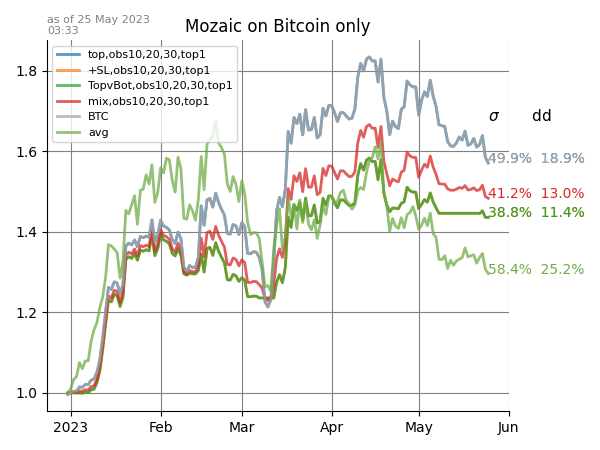 as of 25 May 2023
03:33
Mozaic on Bitcoin only
top,obs10,20,30,top1
+SL,obs10,20,30,top1
TopvBot,obs10,20,30,top1
mix,obs10,20,30,top1
BTC
avg
σ dd
49.9% 18.9%
41.2% 13.0%
38.8% 11.4%
58.4% 25.2%
1.8
1.6
1.4
1.2
1.0
2023 Feb Mar Apr May Jun